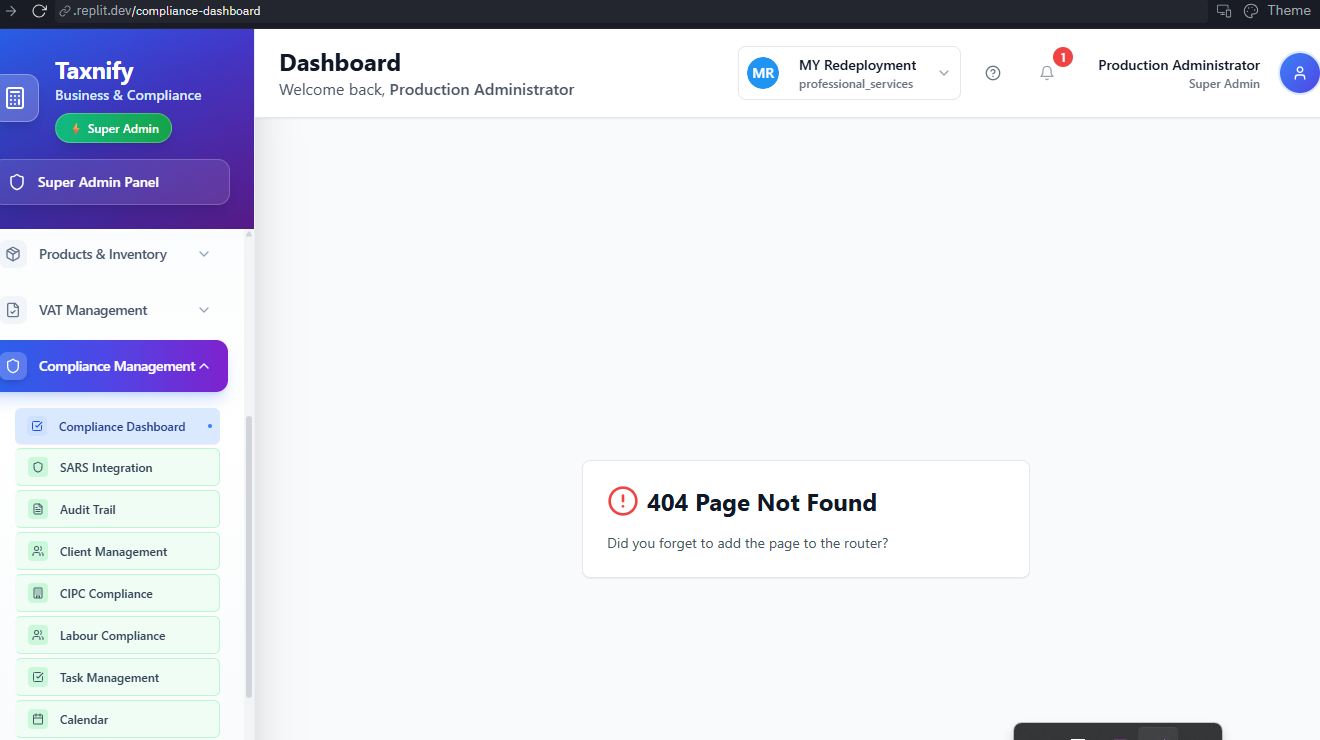 .replit.dev/compliance-dashboard
Theme
Taxnify
Business & Compliance
Super Admin
Super Admin Panel
Products & Inventory
VAT Management
Compliance Management
Compliance Dashboard
SARS Integration
Audit Trail
Client Management
CIPC Compliance
Labour Compliance
Task Management
Calendar
Dashboard
Welcome back, Production Administrator
MR
MY Redeployment
professional_services
1
Production Administrator
Super Admin
404 Page Not Found
Did you forget to add the page to the router?